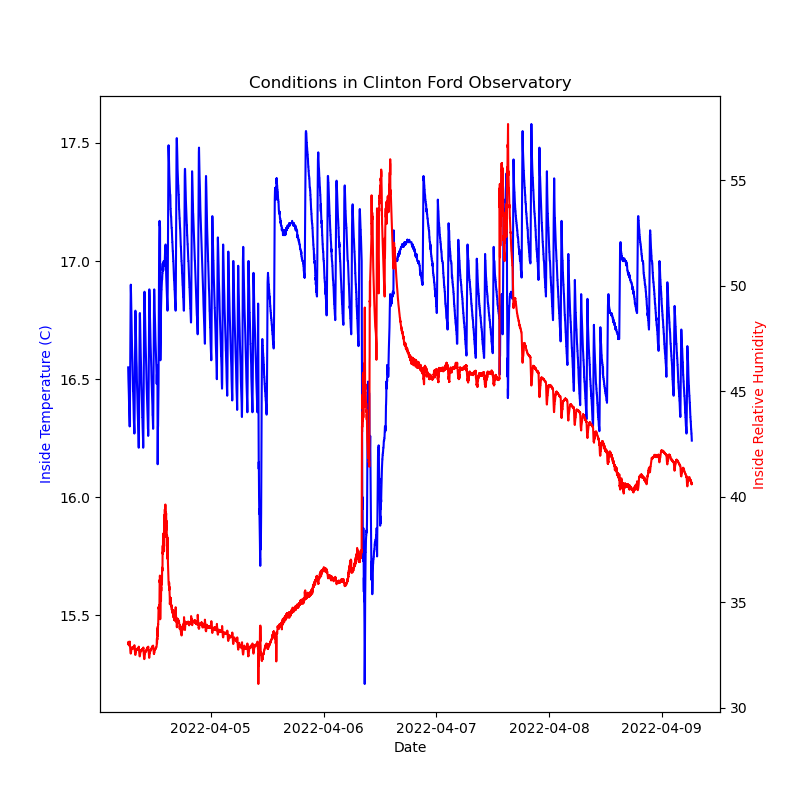 Conditions in Clinton Ford Observatory
17.5
17.0
16.5
16.0
15.5
Inside Temperature (C)
55
50
45
40
35
30
Inside Relative Humidity
2022-04-05 2022-04-06 2022-04-07 2022-04-08 2022-04-09
Date